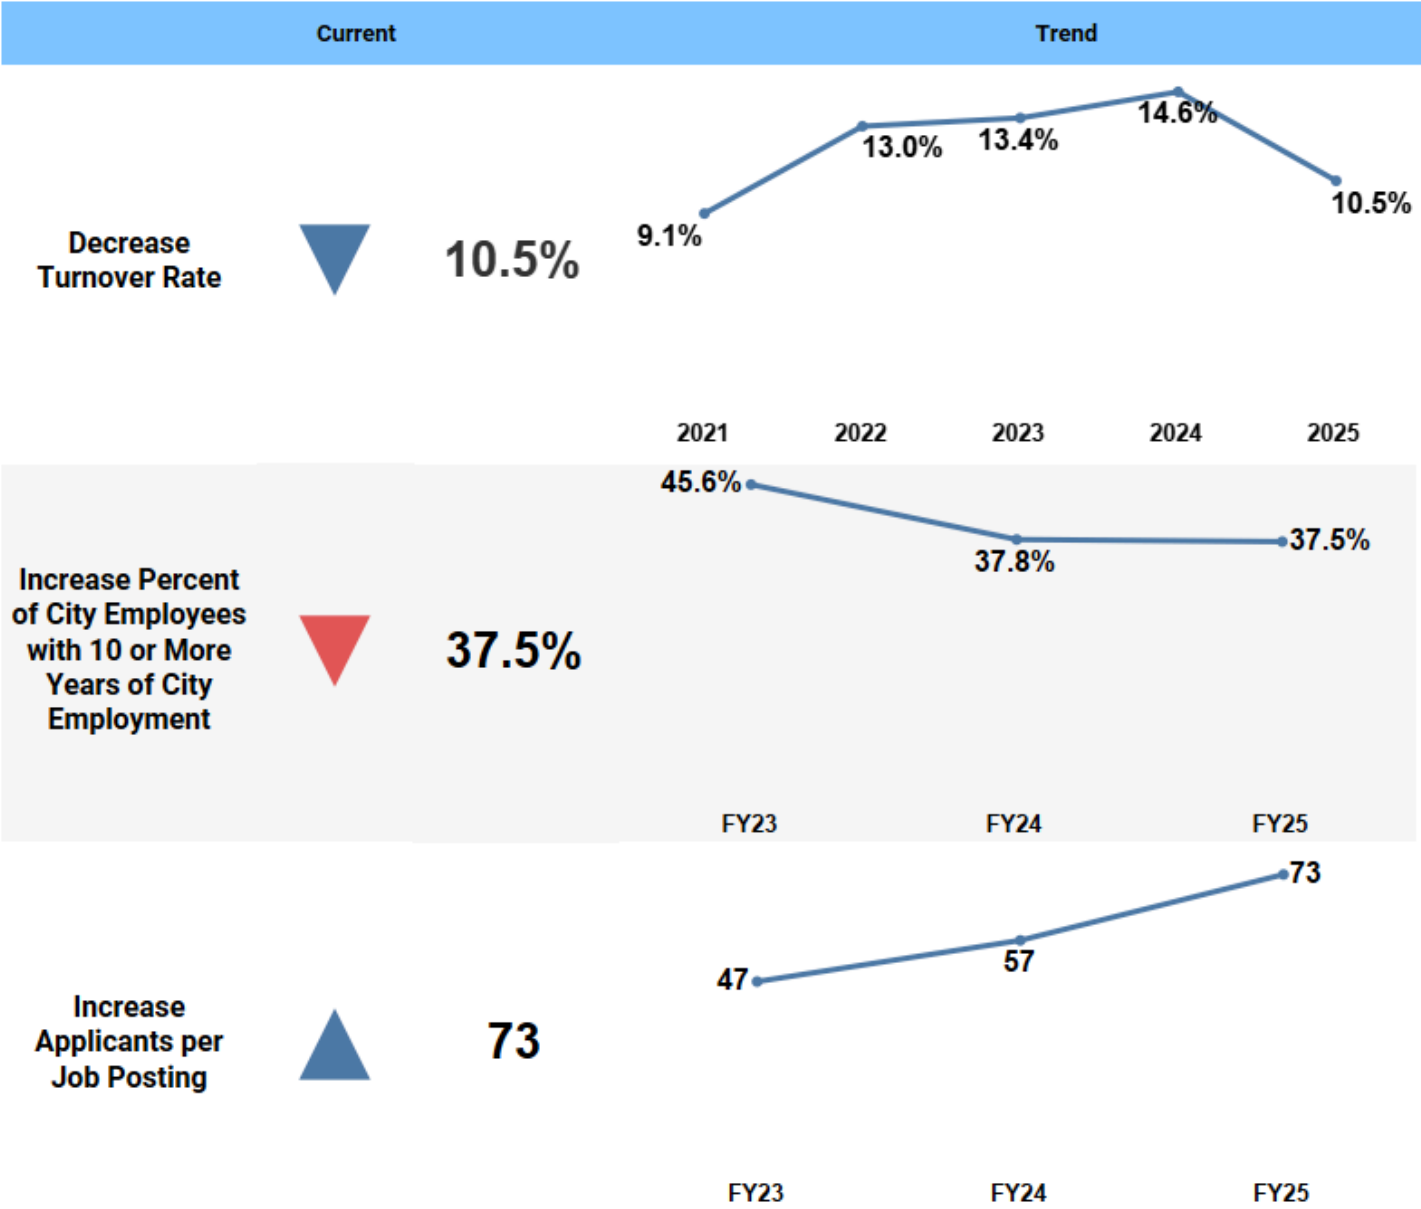 Current Trend
Decrease
Turnover Rate
10.5%
9.1%
13.0%
13.4%
14.6%
10.5%
2021 2022 2023 2024 2025
Increase Percent
of City Employees
with 10 or More
Years of City
Employment
37.5%
45.6%
37.8%
37.5%
FY23 FY24 FY25
Increase
Applicants per
Job Posting
73
47
57
73
FY23 FY24 FY25